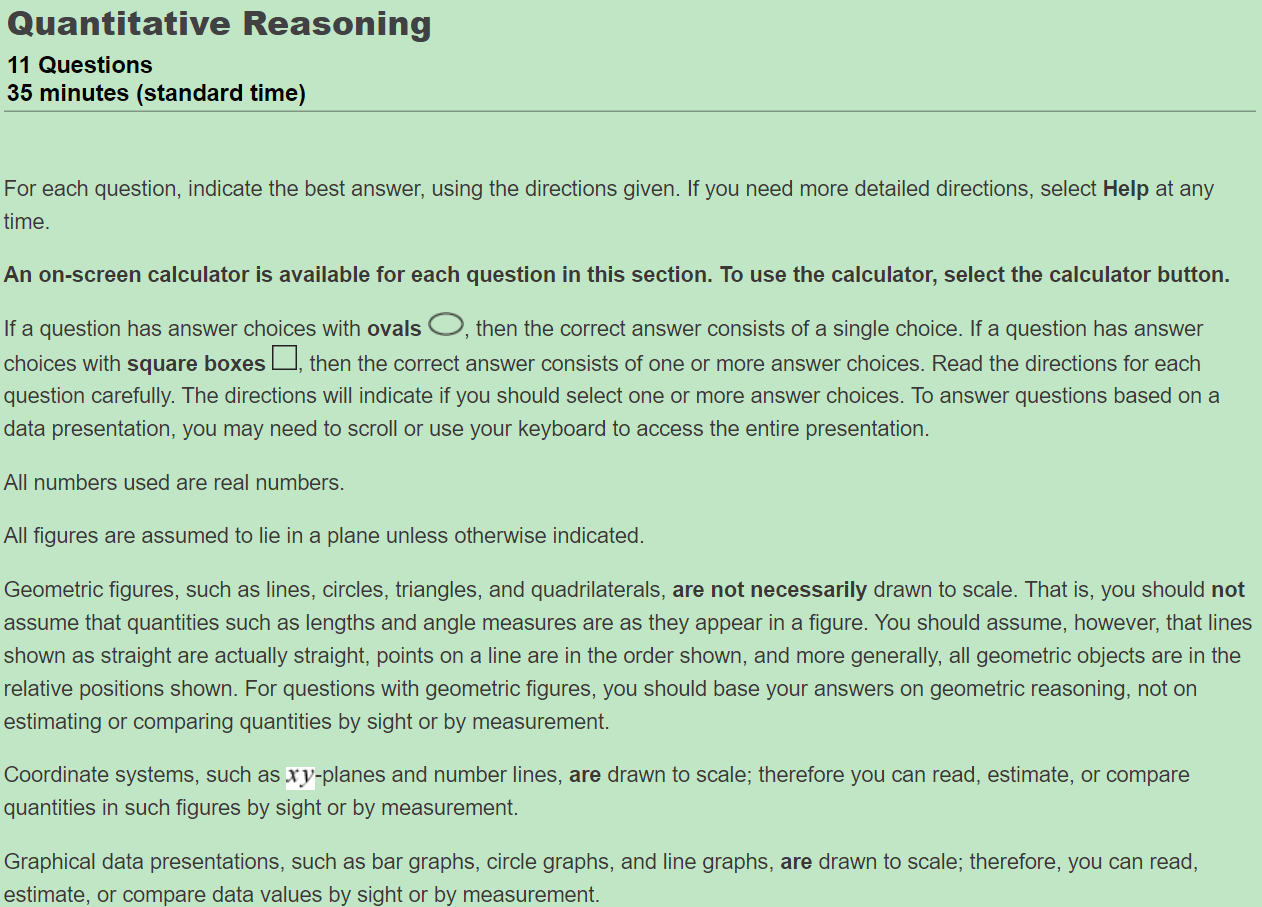 Quantitative Reasoning
11 Questions
35 minutes (standard time)
For each question, indicate the best answer, using the directions given. If you need more detailed directions, select Help at any
time.
An on-screen calculator is available for each question in this section. To use the calculator, select the calculator button.
If a question has answer choices with ovals , then the correct answer consists of a single choice. If a question has answer
choices with square boxes , then the correct answer consists of one or more answer choices. Read the directions for each
question carefully. The directions will indicate if you should select one or more answer choices. To answer questions based on a
data presentation, you may need to scroll or use your keyboard to access the entire presentation.
All numbers used are real numbers.
All figures are assumed to lie in a plane unless otherwise indicated.
Geometric figures, such as lines, circles, triangles, and quadrilaterals, are not necessarily drawn to scale. That is, you should not
assume that quantities such as lengths and angle measures are as they appear in a figure. You should assume, however, that lines
shown as straight are actually straight, points on a line are in the order shown, and more generally, all geometric objects are in the
relative positions shown. For questions with geometric figures, you should base your answers on geometric reasoning, not on
estimating or comparing quantities by sight or by measurement.
Coordinate systems, such as xy-planes and number lines, are drawn to scale; therefore you can read, estimate, or compare
quantities in such figures by sight or by measurement.
Graphical data presentations, such as bar graphs, circle graphs, and line graphs, are drawn to scale; therefore, you can read,
estimate, or compare data values by sight or by measurement.